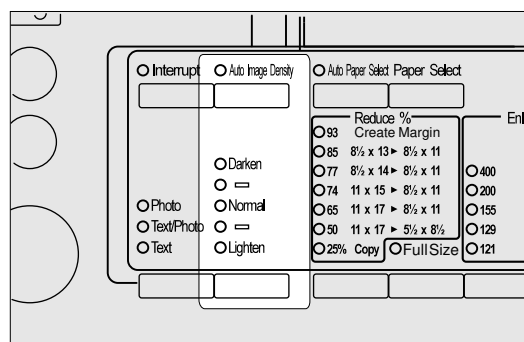 Interrupt
Auto Image Density
Auto Paper Select Paper Select
Reduce %
93 Create Margin
85 8½ x 13 ► 8½ x 11
77 8½ x 14 ► 8½ x 11
74 11 x 15 ► 8½ x 11
65 11 x 17 ► 8½ x 11
50 11 x 17 ► 5½ x 8½
25% Copy
Full Size
Darken
Normal
Lighten
Photo
Text/Photo
Text
400
200
155
129
121